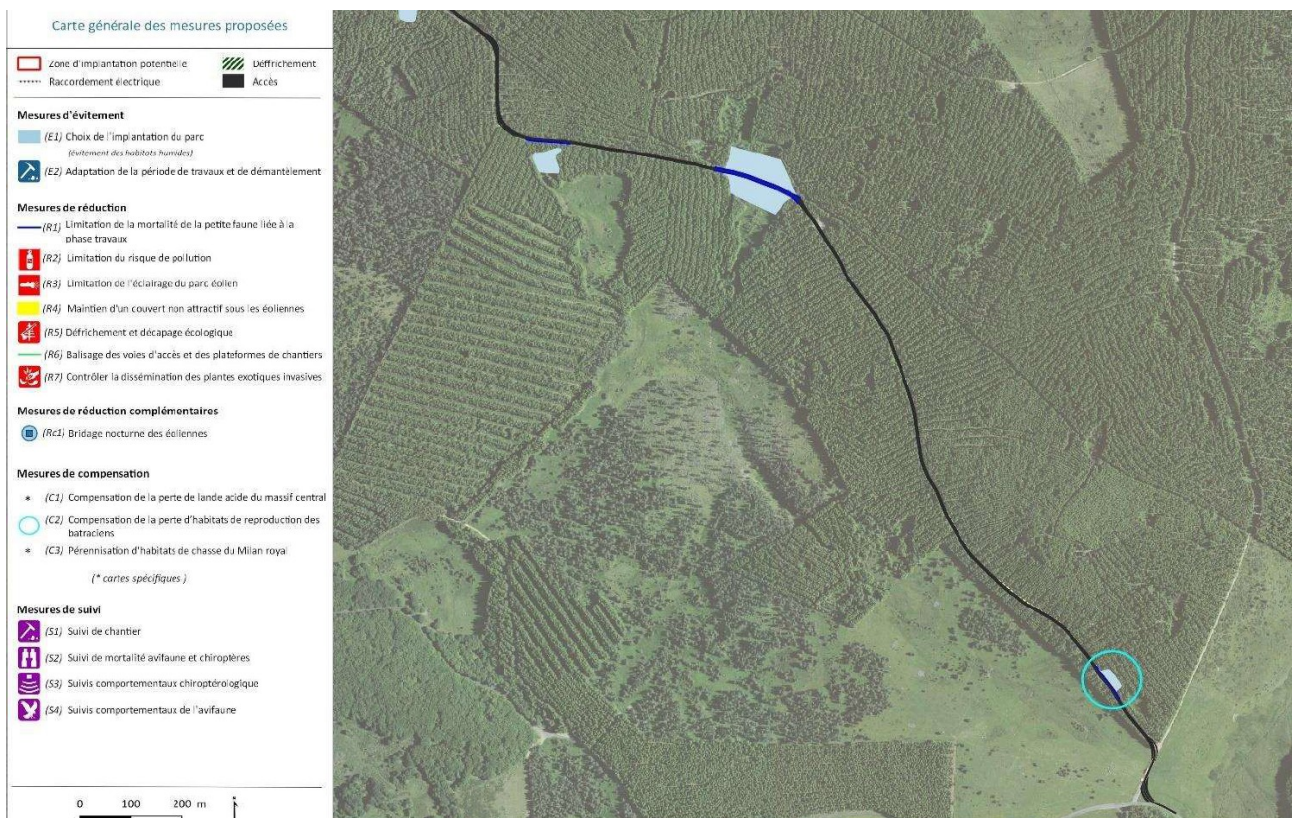 Carte générale des mesures proposées
Zone d'implantation potentielle
Défrichement
Raccordement électrique
Accès
Mesures d'évitement
(E1) Choix de l'implantation du parc
(évitement des habitats humides)
(E2) Adaptation de la période de travaux et de démantèlement
Mesures de réduction
(R1) Limitation de la mortalité de la petite faune liée à la
phase travaux
(R2) Limitation du risque de pollution
(R3) Limitation de l'éclairage du parc éolien
(R4) Maintien d'un couvert non attractif sous les éoliennes
(R5) Défrichement et décapage écologique
(R6) Balisage des voies d'accès et des plateformes de chantiers
(R7) Contrôler la dissémination des plantes exotiques invasives
Mesures de réduction complémentaires
(Rc1) Bridage nocturne des éoliennes
Mesures de compensation
* (C1) Compensation de la perte de lande acide du massif central
(C2) Compensation de la perte d'habitats de reproduction des
batraciens
* (C3) Pérennisation d'habitats de chasse du Milan royal
(* cartes spécifiques )
Mesures de suivi
(S1) Suivi de chantier
(S2) Suivi de mortalité avifaune et chiroptères
(S3) Suivis comportementaux chiroptérologique
(S4) Suivis comportementaux de l'avifaune
0 100 200 m